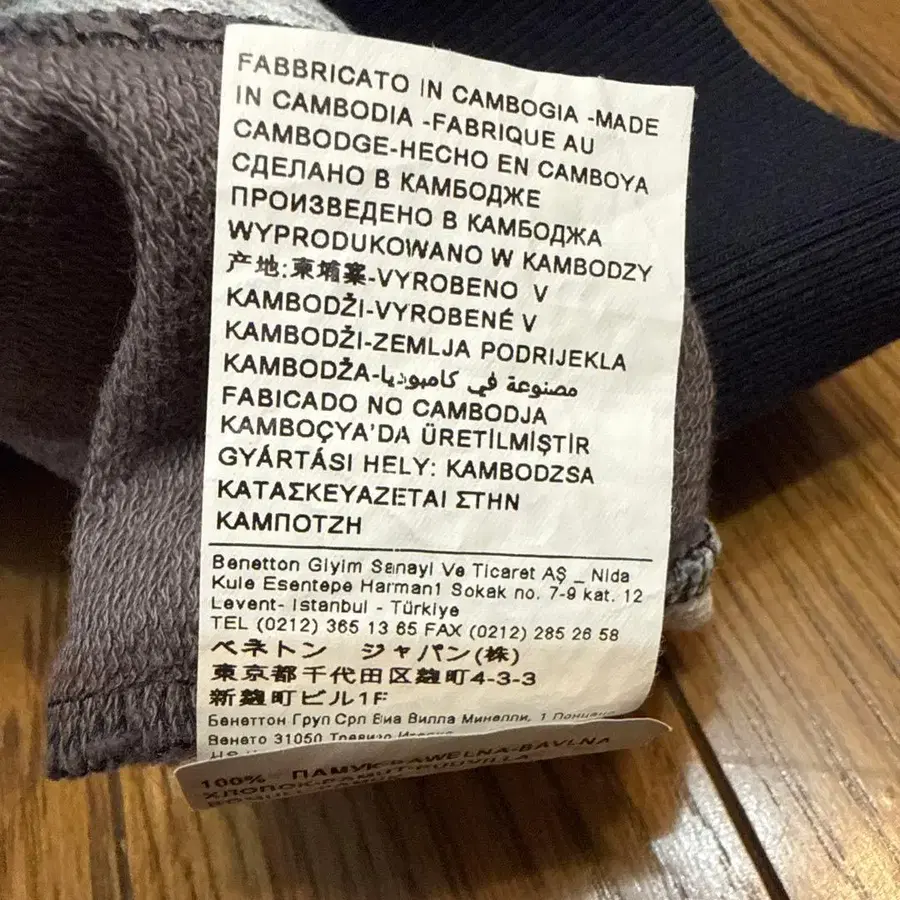 FABBRICATO IN CAMBOGIA -MADE
IN CAMBODIA -FABRIQUE AU
CAMBODGE-HECHO EN CAMBOYA
СДЕЛАНО В КАМБОДЖЕ
ПРОИЗВЕДЕНО В КАМБОДЖА
WYPRODUKOWANO W KAMBODZY
产地:柬埔寨-VYROBENO V
KAMBODŽI-VYROBENÉ V
KAMBODŽI-ZEMLJA PODRIJEKLA
KAMBODŽA-مصنوعة في كامبوديا
FABICADO NO CAMBODJA
KAMBOÇYA'DA ÜRETİLMİŞTİR
GYÁRTÁSI HELY: KAMBODZSA
ΚΑΤΑΣΚΕΥΑΖΕΤΑΙ ΣΤΗΝ
ΚΑΜΠΟΤΖΗ
Benetton Giyim Sanayi Ve Ticaret AŞ _ Nida
Kule Esentepe Harman1 Sokak no. 7-9 kat. 12
Levent- Istanbul - Türkiye
TEL (0212) 365 13 65 FAX (0212) 285 26 58
ベネトン ジャパン(株)
東京都千代田区麹町4-3-3
新麹町ビル1F
Бенеттон Груп Срл Виа Вилла Минелли, 1 Понцано
Венето 31050 Тревизо
100% ПАМУК-BAWEŁNA-BAVLNA
ХЛОПОК